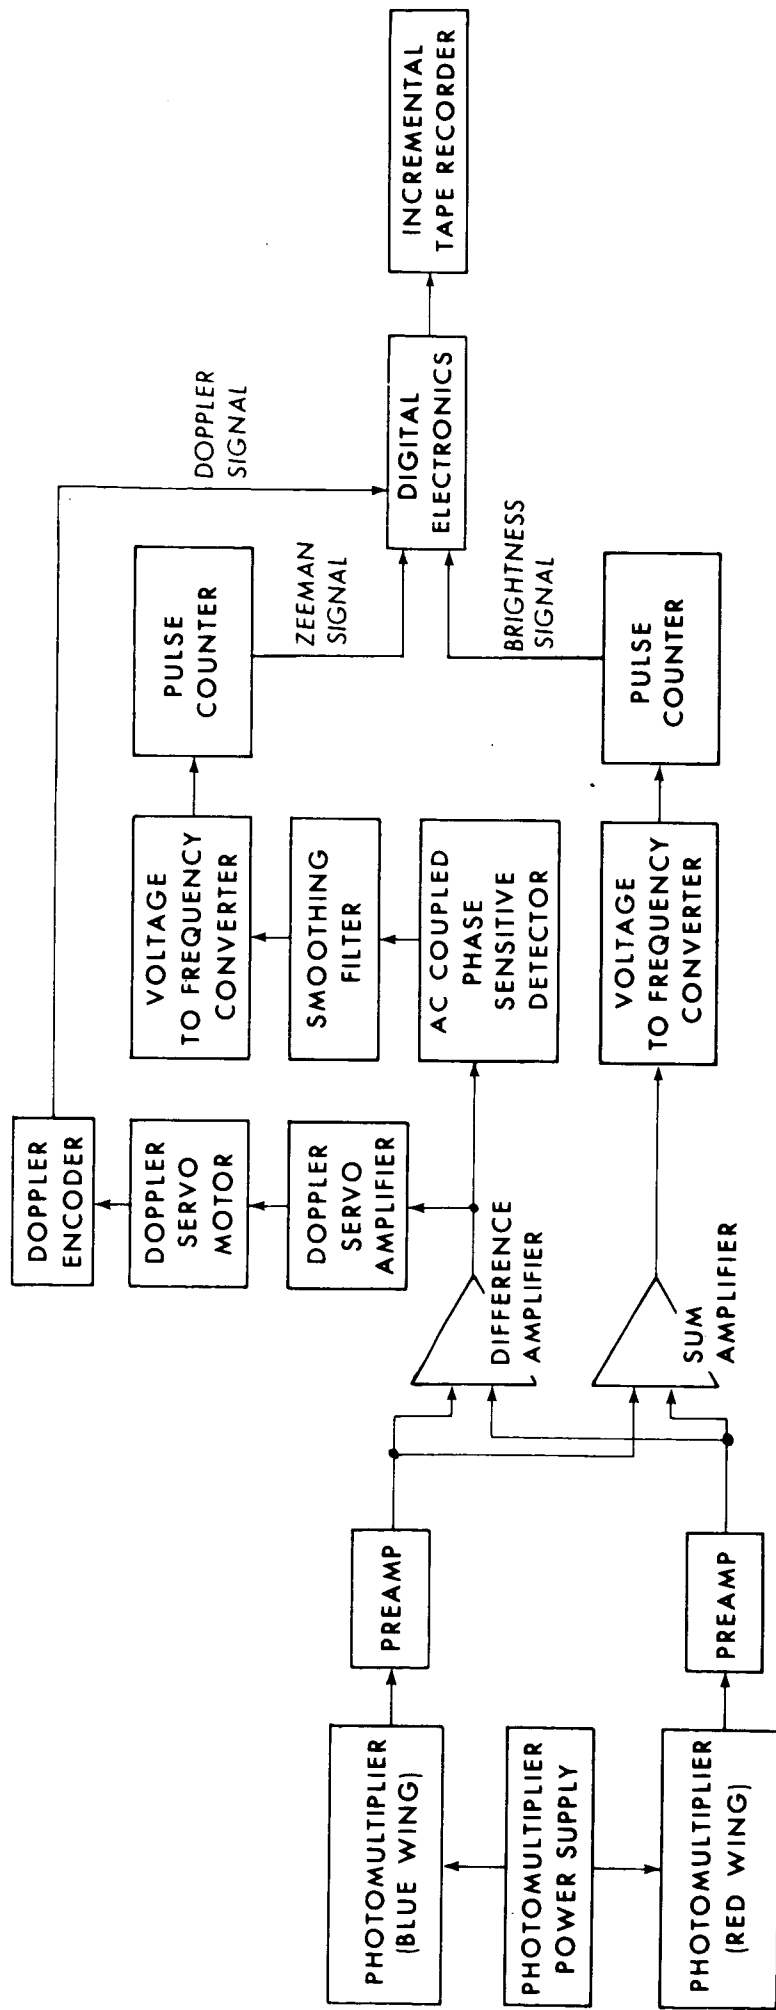 PHOTOMULTIPLIER
(BLUE WING)
PREAMP
PHOTOMULTIPLIER
POWER SUPPLY
PHOTOMULTIPLIER
(RED WING)
PREAMP
DIFFERENCE
AMPLIFIER
SUM
AMPLIFIER
DOPPLER
ENCODER
DOPPLER
SERVO
MOTOR
DOPPLER
SERVO
AMPLIFIER
VOLTAGE
TO FREQUENCY
CONVERTER
SMOOTHING
FILTER
AC COUPLED
PHASE
SENSITIVE
DETECTOR
VOLTAGE
TO FREQUENCY
CONVERTER
PULSE
COUNTER
PULSE
COUNTER
DOPPLER
SIGNAL
ZEEMAN
SIGNAL
BRIGHTNESS
SIGNAL
DIGITAL
ELECTRONICS
INCREMENTAL
TAPE RECORDER